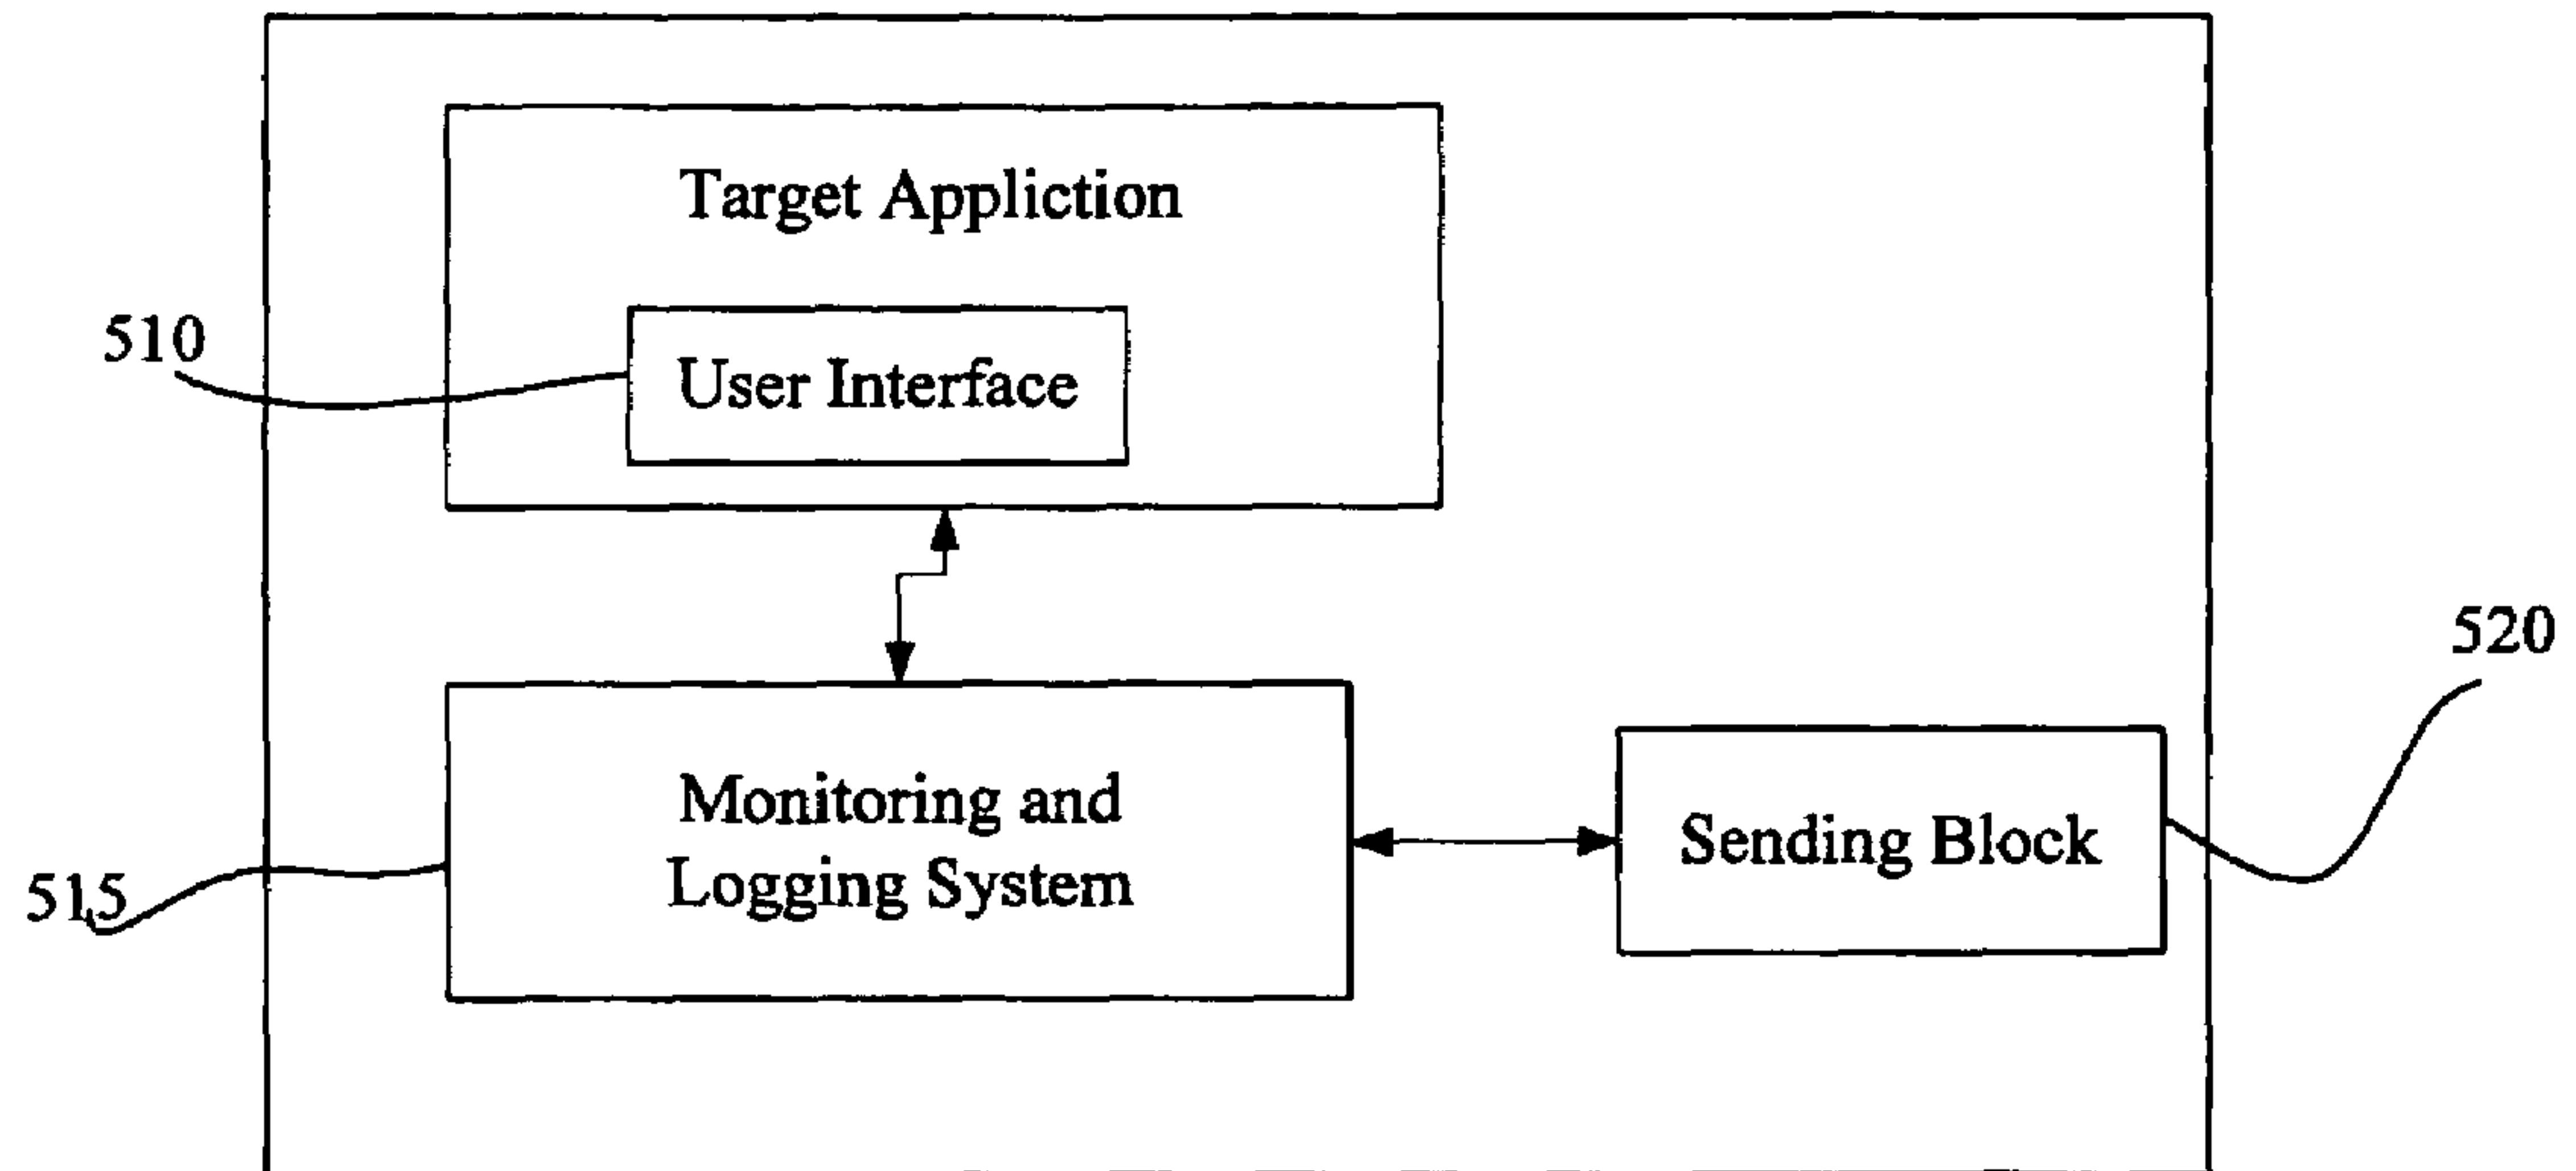 Target Appliction
510
User Interface
520
Monitoring and
Logging System
515
Sending Block